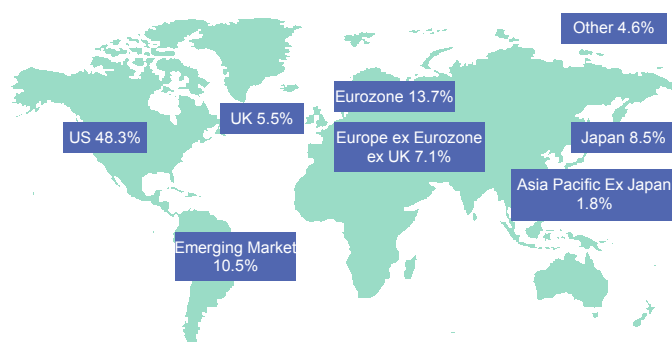 Other 4.6%
Eurozone 13.7%
UK 5.5%
US 48.3%
Europe ex Eurozone
ex UK 7.1%
Japan 8.5%
Asia Pacific Ex Japan
1.8%
Emerging Market
10.5%